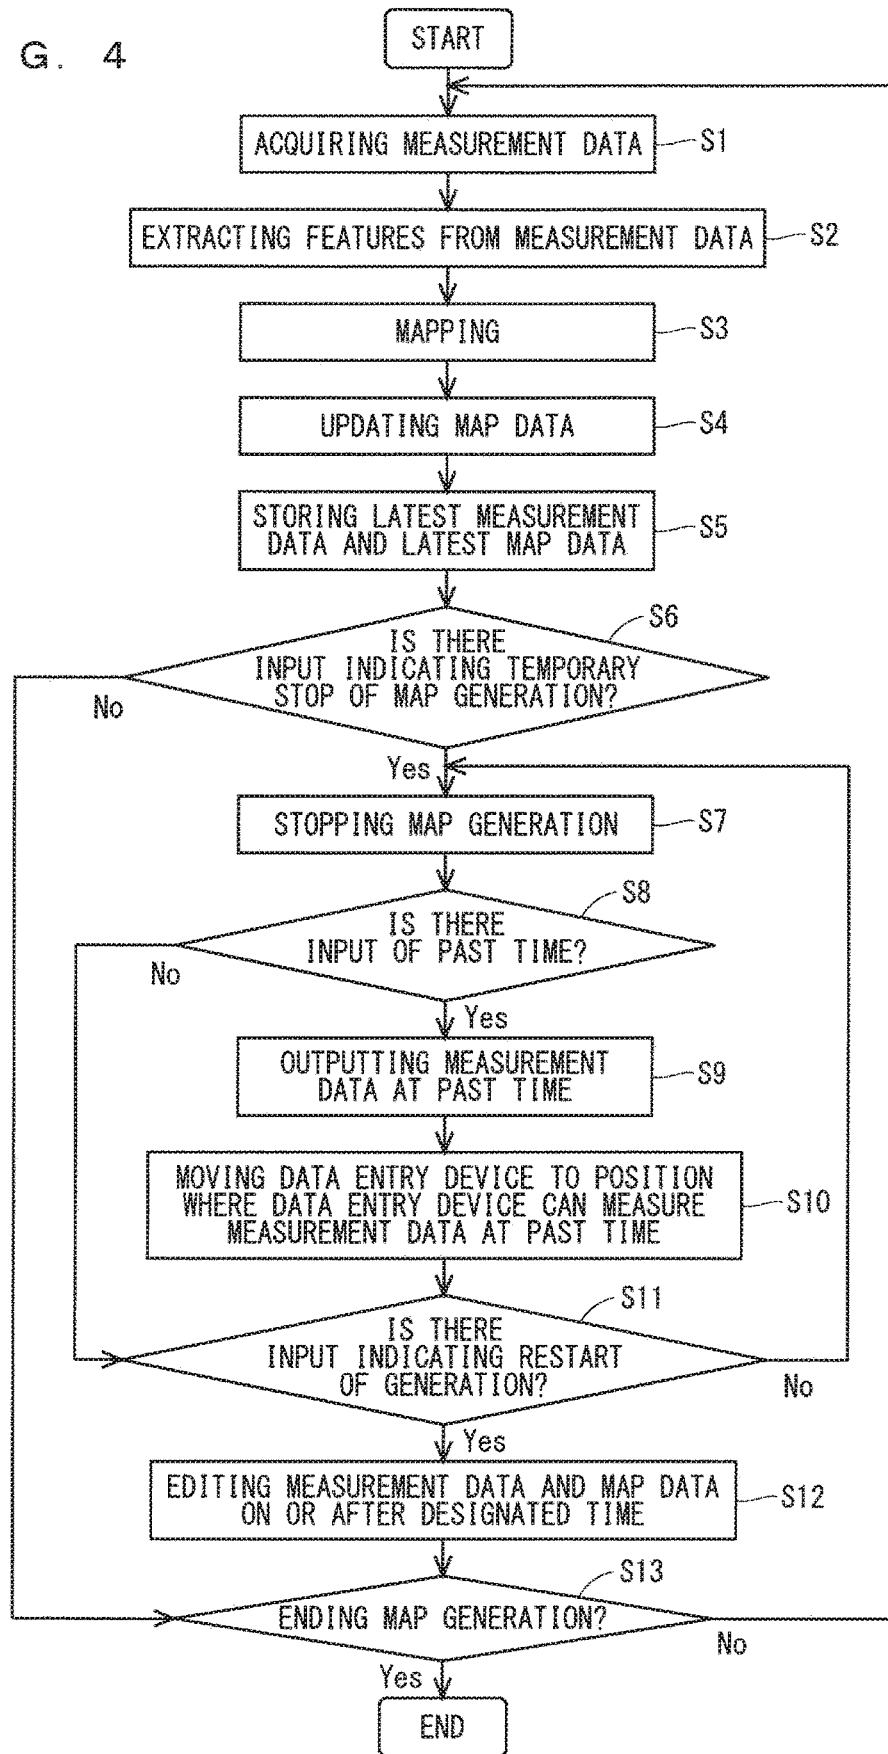 G. 4
START
ACQUIRING MEASUREMENT DATA
S1
EXTRACTING FEATURES FROM MEASUREMENT DATA
S2
MAPPING
S3
UPDATING MAP DATA
S4
STORING LATEST MEASUREMENT
DATA AND LATEST MAP DATA
S5
S6
IS THERE
INPUT INDICATING TEMPORARY
STOP OF MAP GENERATION?
No
Yes
STOPPING MAP GENERATION
S7
S8
IS THERE
INPUT OF PAST TIME?
No
Yes
OUTPUTTING MEASUREMENT
DATA AT PAST TIME
S9
MOVING DATA ENTRY DEVICE TO POSITION
WHERE DATA ENTRY DEVICE CAN MEASURE
MEASUREMENT DATA AT PAST TIME
S10
S11
IS THERE
INPUT INDICATING RESTART
OF GENERATION?
No
Yes
EDITING MEASUREMENT DATA AND MAP DATA
ON OR AFTER DESIGNATED TIME
S12
S13
ENDING MAP GENERATION?
No
Yes
END